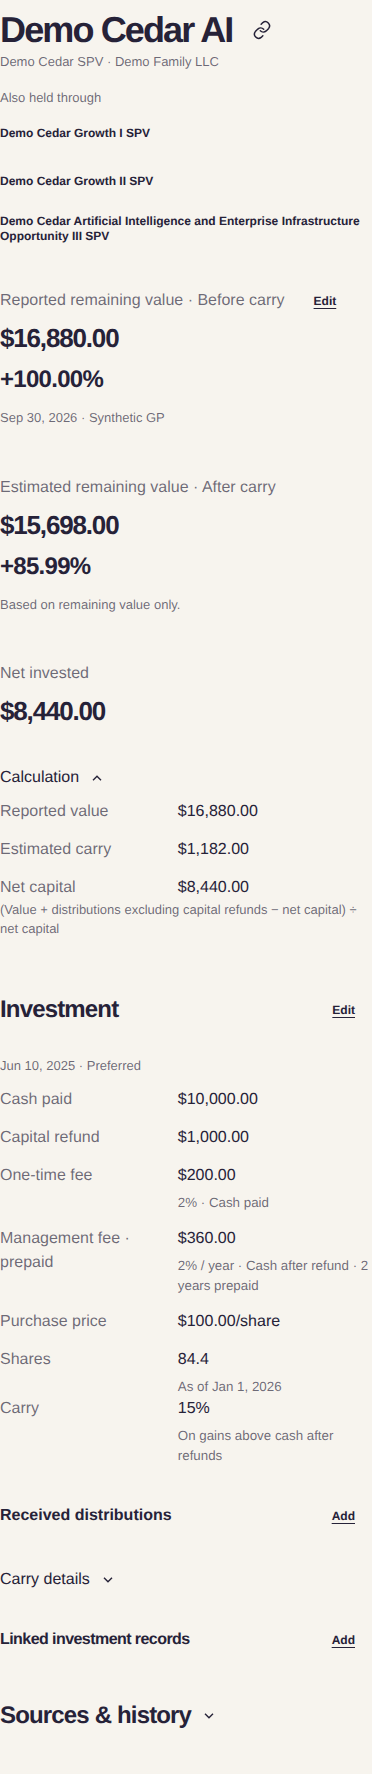 Demo Cedar AI
Demo Cedar SPV · Demo Family LLC
Also held through
Demo Cedar Growth I SPV
Demo Cedar Growth II SPV
Demo Cedar Artificial Intelligence and Enterprise Infrastructure
Opportunity III SPV
Reported remaining value · Before carry Edit
$16,880.00
+100.00%
Sep 30, 2026 · Synthetic GP
Estimated remaining value · After carry
$15,698.00
+85.99%
Based on remaining value only.
Net invested
$8,440.00
Calculation
Reported value $16,880.00
Estimated carry $1,182.00
Net capital $8,440.00
(Value + distributions excluding capital refunds − net capital) ÷
net capital
Investment Edit
Jun 10, 2025 · Preferred
Cash paid $10,000.00
Capital refund $1,000.00
One-time fee $200.00
2% · Cash paid
Management fee · $360.00
prepaid
2% / year · Cash after refund · 2
years prepaid
Purchase price $100.00/share
Shares 84.4
As of Jan 1, 2026
Carry 15%
On gains above cash after
refunds
Received distributions Add
Carry details
Linked investment records Add
Sources & history